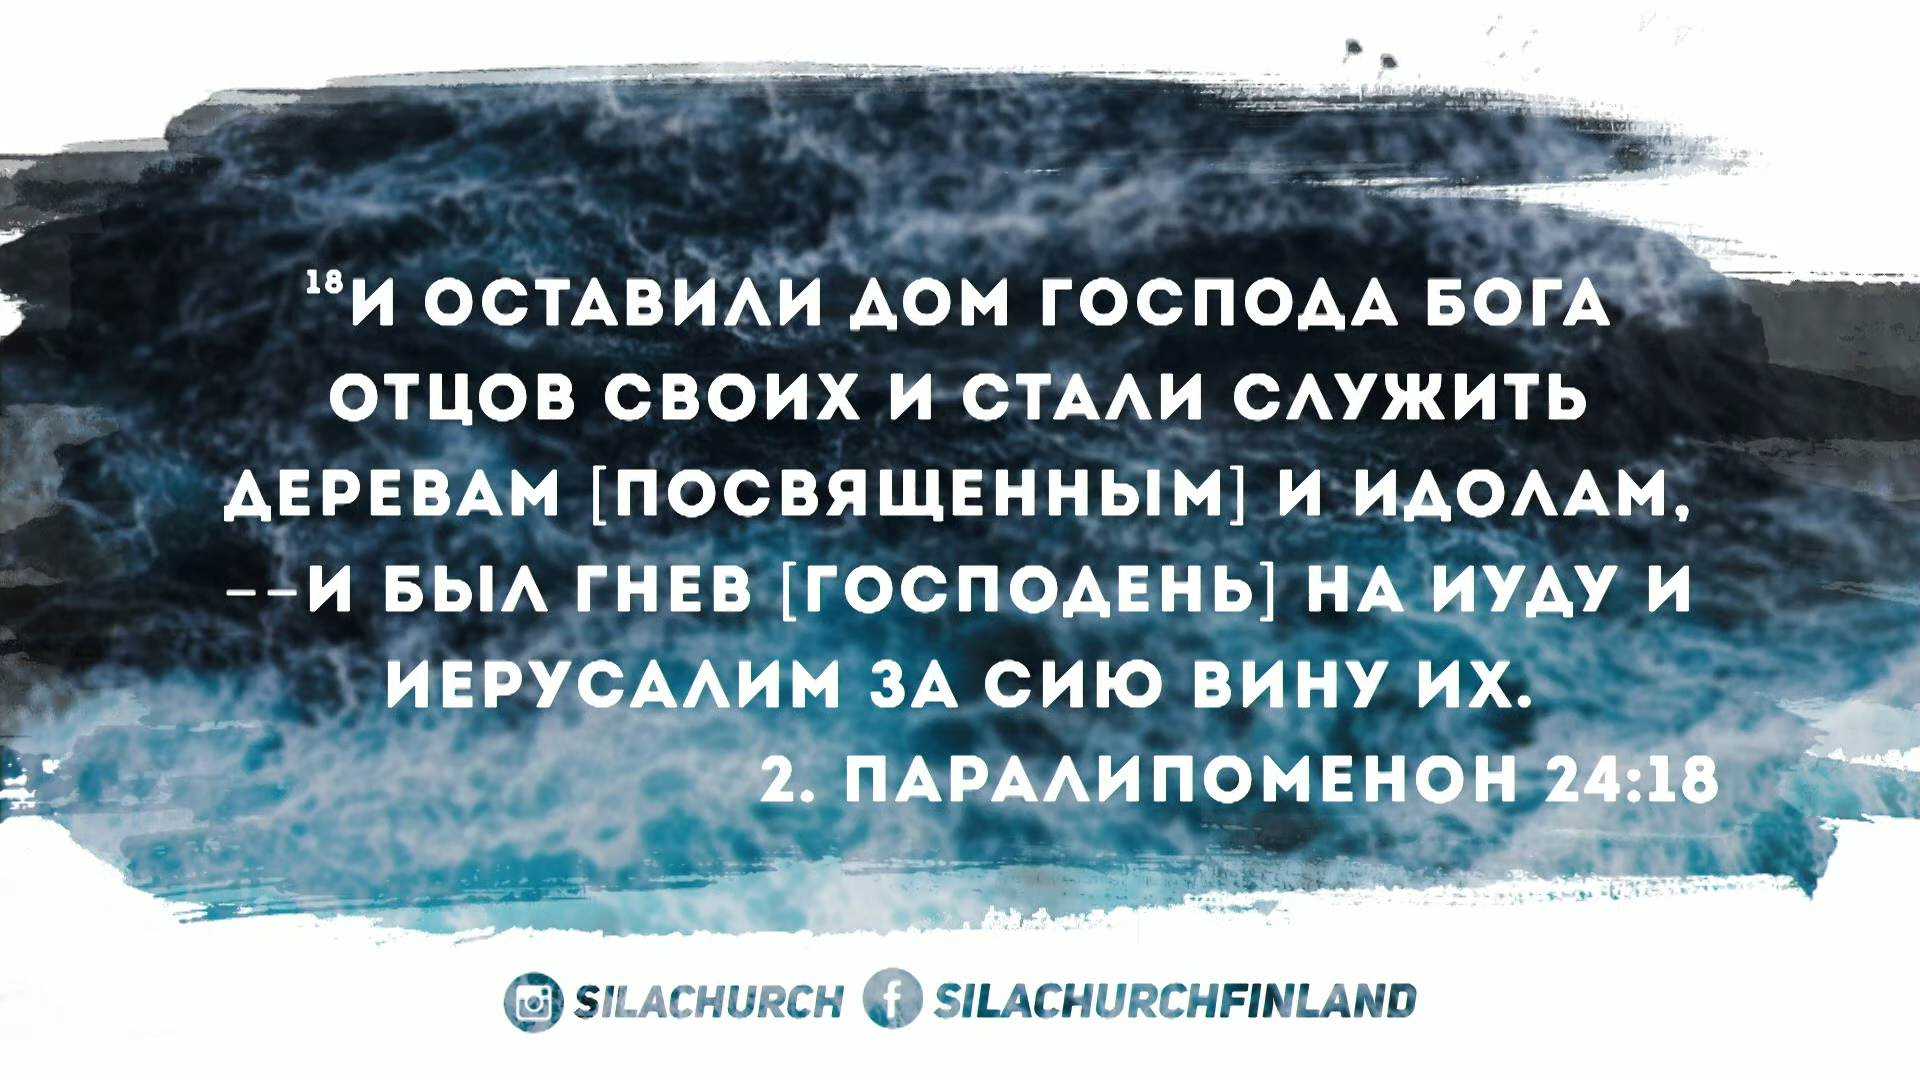 18И ОСТАВИЛИ ДОМ ГОСПОДА БОГА
ОТЦОВ СВОИХ И СТАЛИ СЛУЖИТЬ
ДЕРЕВАМ [ПОСВЯЩЕННЫМ] И ИДОЛАМ,
--И БЫЛ ГНЕВ [ГОСПОДЕНЬ] НА ИУДУ И
ИЕРУСАЛИМ ЗА СИЮ ВИНУ ИХ.
2. ПАРАЛИПОМЕНОН 24:18
SILACHURCH SILACHURCHFINLAND